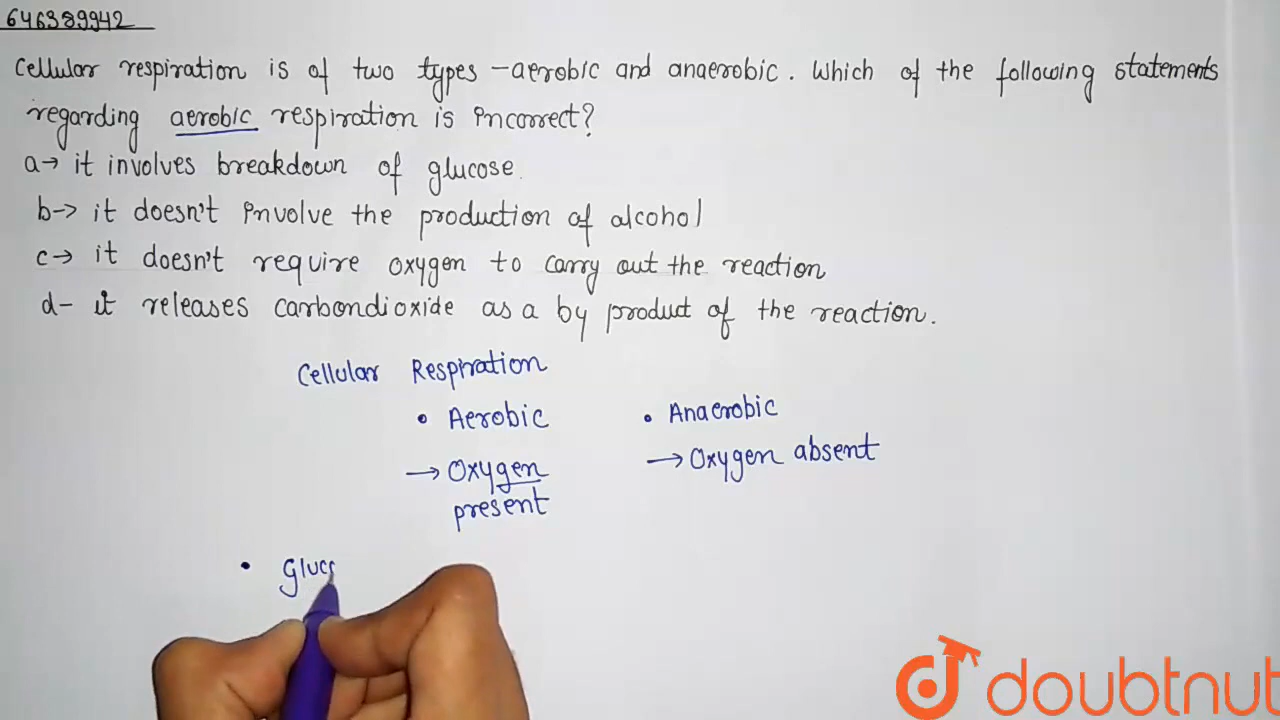 646389942
Cellular respiration is of two types - aerobic and anaerobic. Which of the following statements
regarding aerobic respiration is incorrect?
a→ it involves breakdown of glucose.
b-> it doesn't involve the production of alcohol
c→ it doesn't require oxygen to carry out the reaction
d- it releases carbondioxide as a by product of the reaction.
Cellular Respiration
• Aerobic • Anaerobic
→ Oxygen present → Oxygen absent
• Gluc
doubtnut